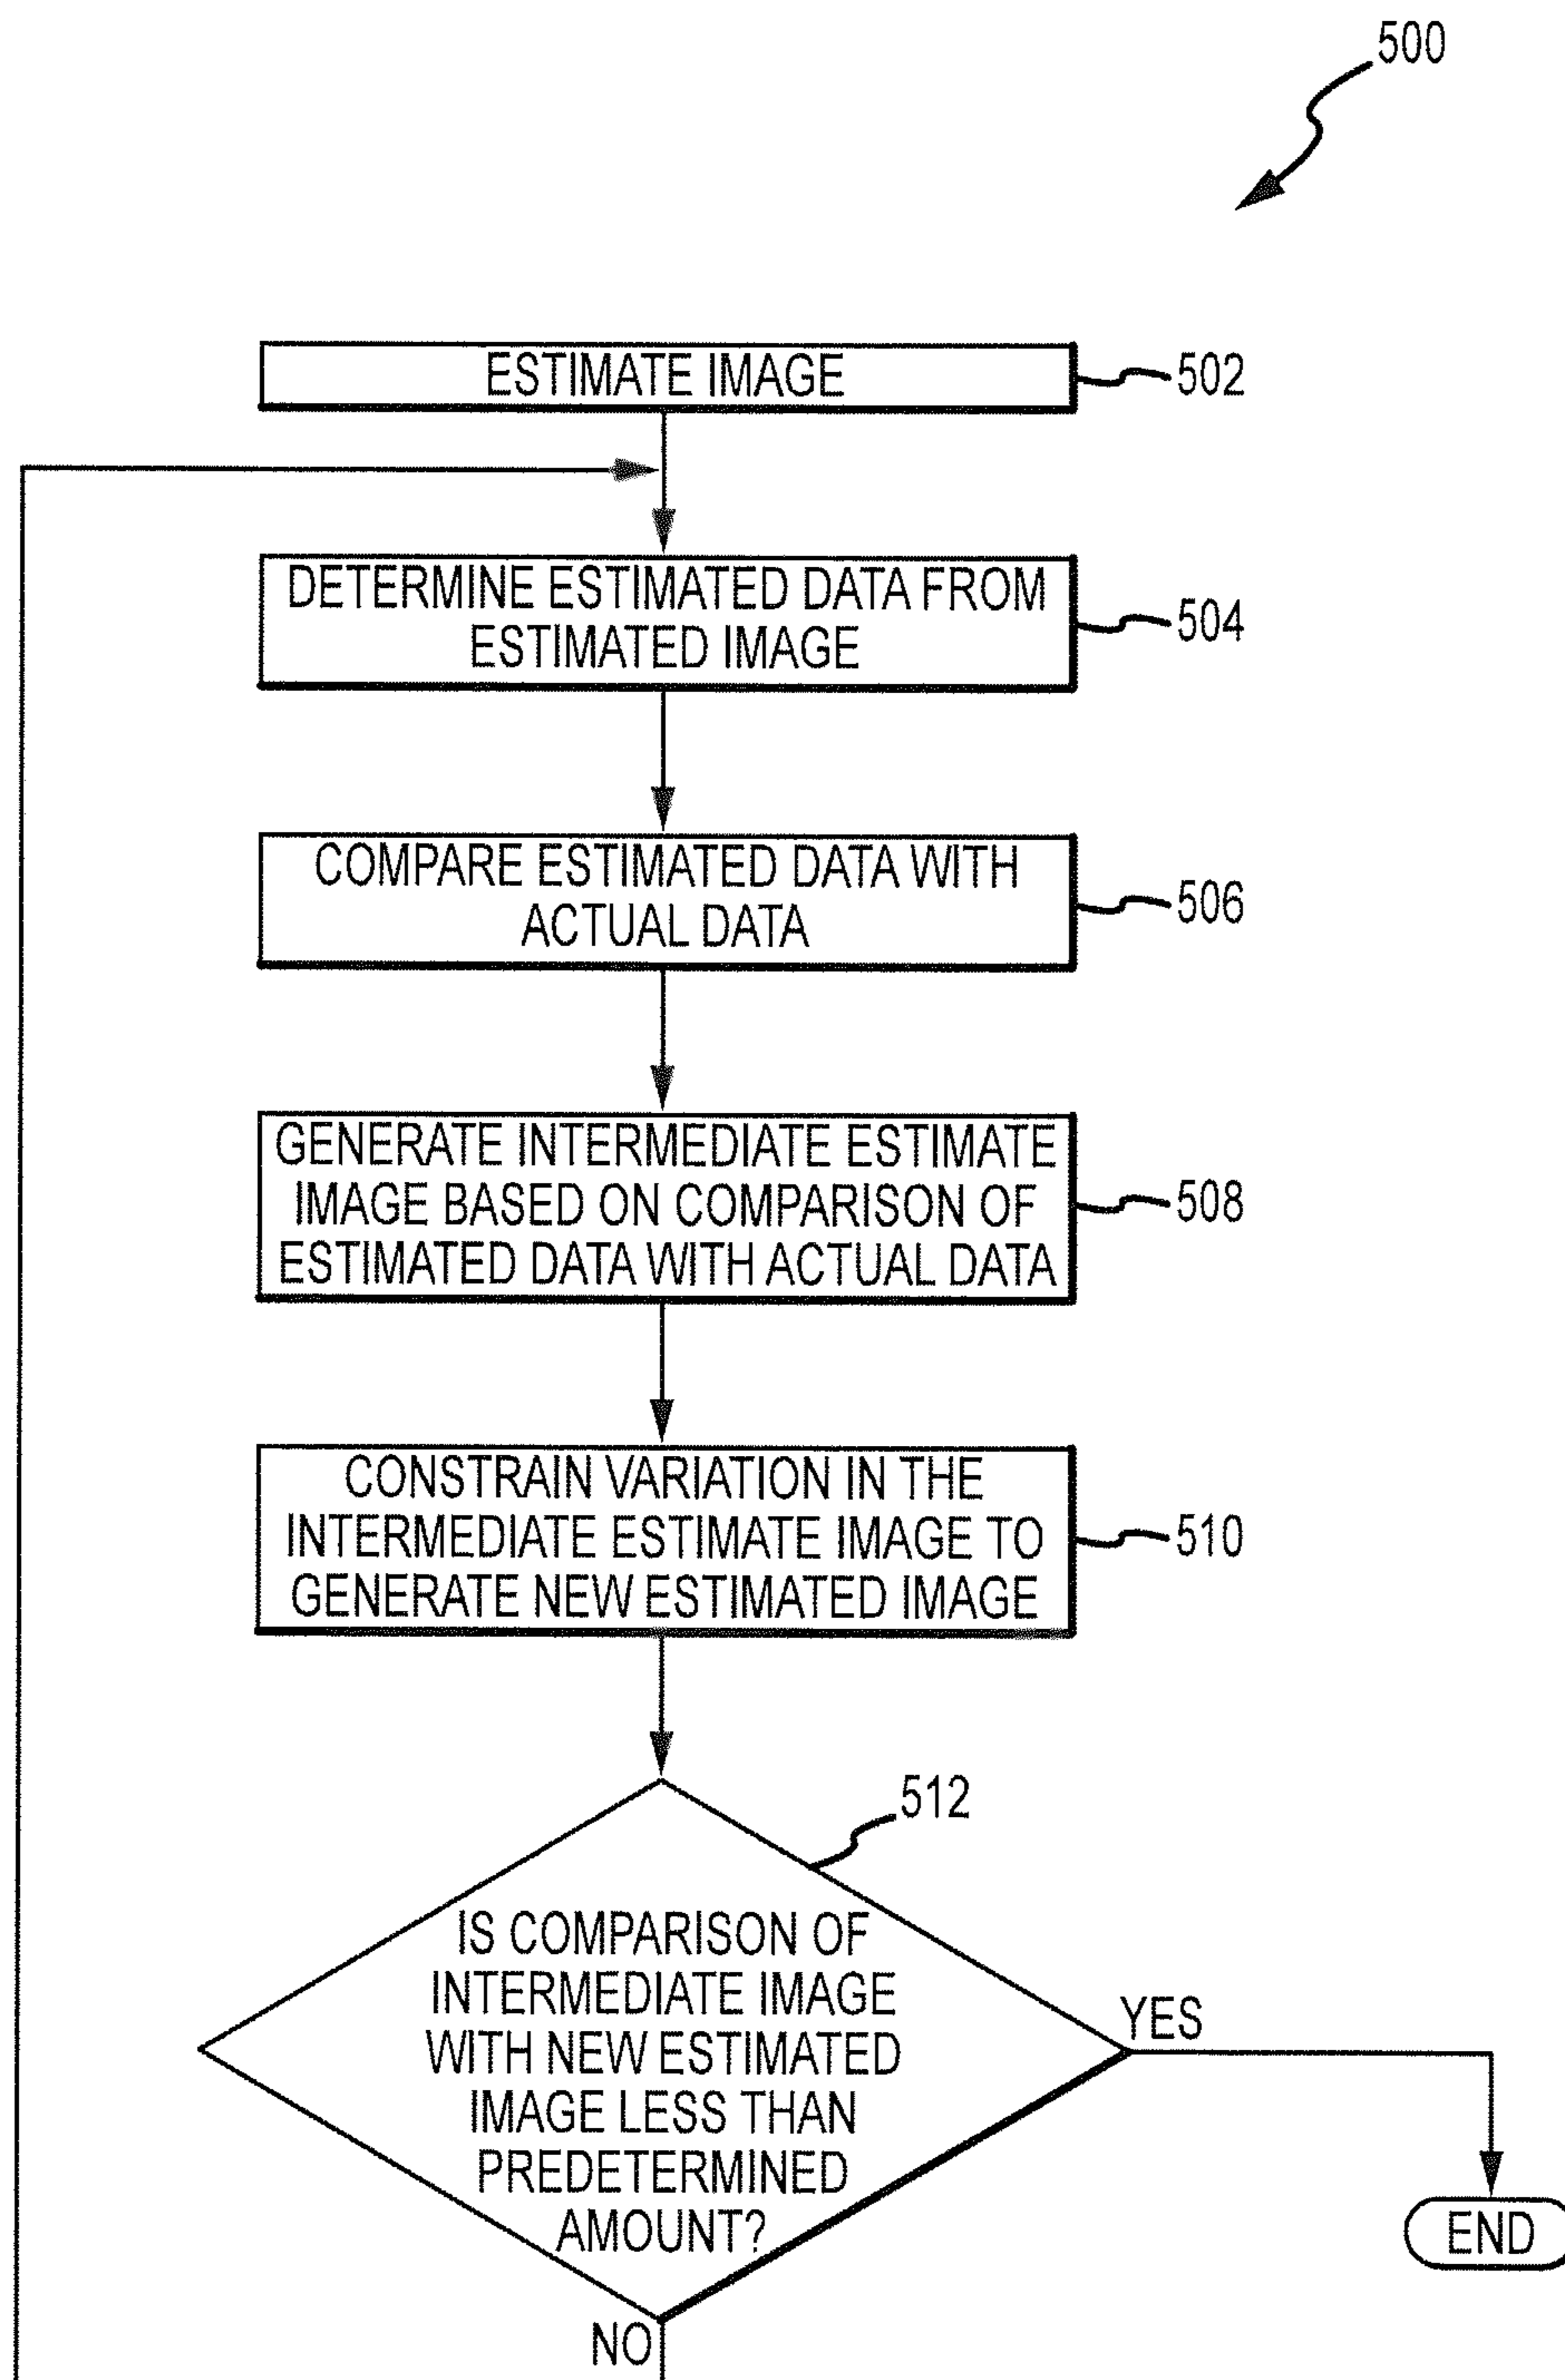 500
ESTIMATE IMAGE
502
DETERMINE ESTIMATED DATA FROM
ESTIMATED IMAGE
504
COMPARE ESTIMATED DATA WITH
ACTUAL DATA
506
GENERATE INTERMEDIATE ESTIMATE
IMAGE BASED ON COMPARISON OF
ESTIMATED DATA WITH ACTUAL DATA
508
CONSTRAIN VARIATION IN THE
INTERMEDIATE ESTIMATE IMAGE TO
GENERATE NEW ESTIMATED IMAGE
510
512
IS COMPARISON OF
INTERMEDIATE IMAGE
WITH NEW ESTIMATED
IMAGE LESS THAN
PREDETERMINED
AMOUNT?
YES
END
NO